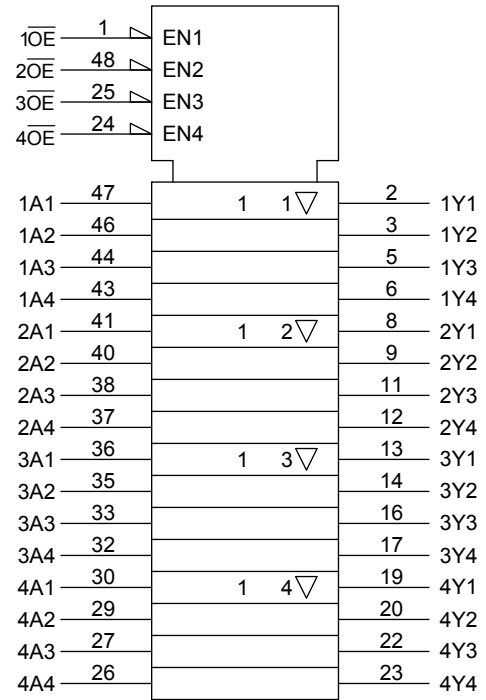 1O̅E̅ 1 EN1
2O̅E̅ 48 EN2
3O̅E̅ 25 EN3
4O̅E̅ 24 EN4
1A1 47 1 1▽ 2 1Y1
1A2 46 3 1Y2
1A3 44 5 1Y3
1A4 43 6 1Y4
2A1 41 1 2▽ 8 2Y1
2A2 40 9 2Y2
2A3 38 11 2Y3
2A4 37 12 2Y4
3A1 36 1 3▽ 13 3Y1
3A2 35 14 3Y2
3A3 33 16 3Y3
3A4 32 17 3Y4
4A1 30 1 4▽ 19 4Y1
4A2 29 20 4Y2
4A3 27 22 4Y3
4A4 26 23 4Y4